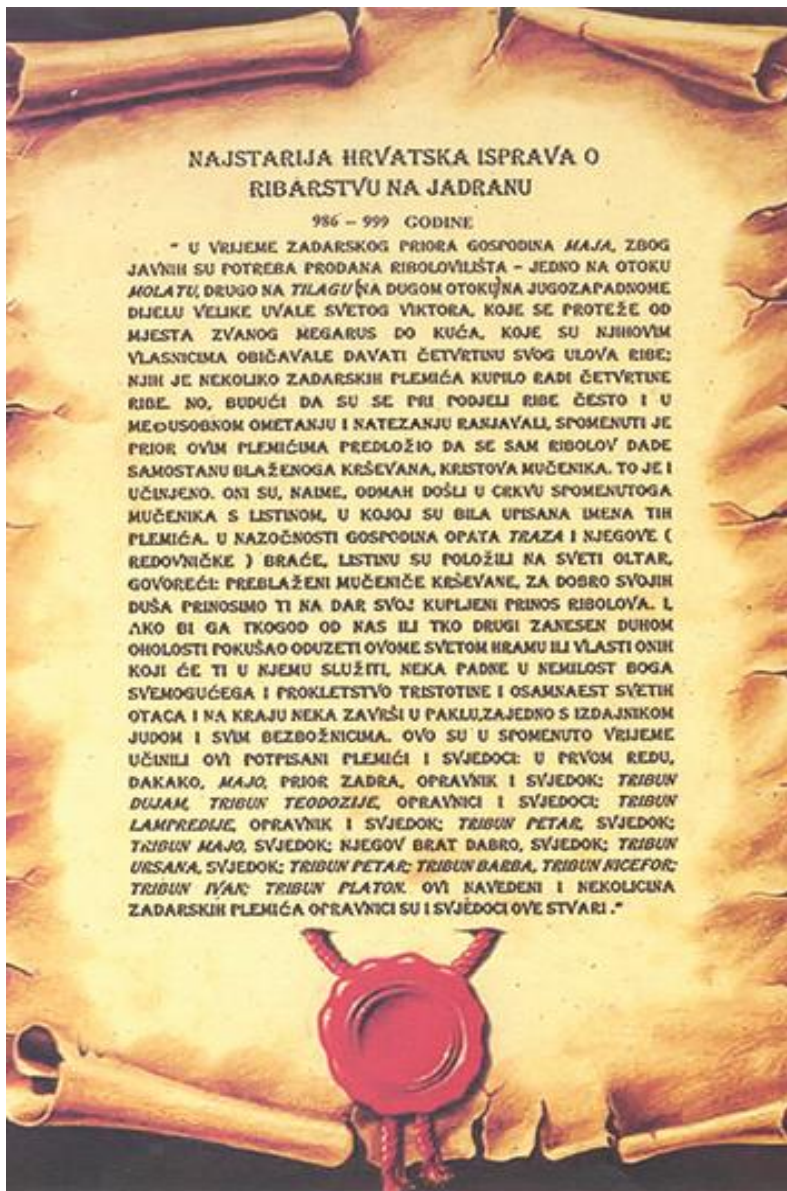 NAJSTARIJA HRVATSKA ISPRAVA O
RIBARSTVU NA JADRANU
986 – 999 GODINE
" U VRIJEME ZADARSKOG PRIORA GOSPODINA MAJA, ZBOG
JAVNIH SU POTREBA PRODANA RIBOLOVILIŠTA – JEDNO NA OTOKU
MOLATU, DRUGO NA TILAGU (NA DUGOM OTOKU) NA JUGOZAPADNOME
DIJELU VELIKE UVALE SVETOG VIKTORA, KOJE SE PROTEŽE OD
MJESTA ZVANOG MEGARUS DO KUĆA, KOJE SU NJIHOVIM
VLASNICIMA OBIČAVALE DAVATI ČETVRTINU SVOG ULOVA RIBE;
NJIH JE NEKOLIKO ZADARSKIH PLEMIĆA KUPILO RADI ČETVRTINE
RIBE. NO, BUDUĆI DA SU SE PRI PODJELI RIBE ČESTO I U
MEĐUSOBNOM OMETANJU I NATEZANJU RANJAVALI, SPOMENUTI JE
PRIOR OVIM PLEMIĆIMA PREDLOŽIO DA SE SAM RIBOLOV DADE
SAMOSTANU BLAŽENOGA KRŠEVANA, KRISTOVA MUČENIKA. TO JE I
UČINJENO. ONI SU, NAIME, ODMAH DOŠLI U CRKVU SPOMENUTOGA
MUČENIKA S LISTINOM, U KOJOJ SU BILA UPISANA IMENA TIH
PLEMIĆA. U NAZOČNOSTI GOSPODINA OPATA TRAZA I NJEGOVE (
REDOVNIČKE ) BRAĆE, LISTINU SU POLOŽILI NA SVETI OLTAR,
GOVOREĆI: PREBLAŽENI MUČENIČE KRŠEVANE, ZA DOBRO SVOJIH
DUŠA PRINOSIMO TI NA DAR SVOJ KUPLJENI PRINOS RIBOLOVA. I,
AKO BI GA TKOGOD OD NAS ILI TKO DRUGI ZANESEN DUHOM
OHOLOSTI POKUŠAO ODUZETI OVOME SVETOM HRAMU ILI VLASTI ONIH
KOJI ĆE TI U NJEMU SLUŽITI, NEKA PADNE U NEMILOST BOGA
SVEMOGUĆEGA I PROKLETSTVO TRISTOTINE I OSAMNAEST SVETIH
OTACA I NA KRAJU NEKA ZAVRŠI U PAKLU,ZAJEDNO S IZDAJNIKOM
JUDOM I SVIM BEZBOŽNICIMA. OVO SU U SPOMENUTO VRIJEME
UČINILI OVI POTPISANI PLEMIĆI I SVJEDOCI: U PRVOM REDU,
DAKAKO, MAJO, PRIOR ZADRA, OPRAVNIK I SVJEDOK; TRIBUN
DUJAM, TRIBUN TEODOZIJE, OPRAVNICI I SVJEDOCI; TRIBUN
LAMPREDIJE, OPRAVNIK I SVJEDOK; TRIBUN PETAR, SVJEDOK;
TRIBUN MAJO, SVJEDOK; NJEGOV BRAT DABRO, SVJEDOK; TRIBUN
URSANA, SVJEDOK; TRIBUN PETAR; TRIBUN BARBA, TRIBUN NICEFOR;
TRIBUN IVAN; TRIBUN PLATON. OVI NAVEDENI I NEKOLICINA
ZADARSKIH PLEMIĆA OPRAVNICI SU I SVJEDOCI OVE STVARI ."